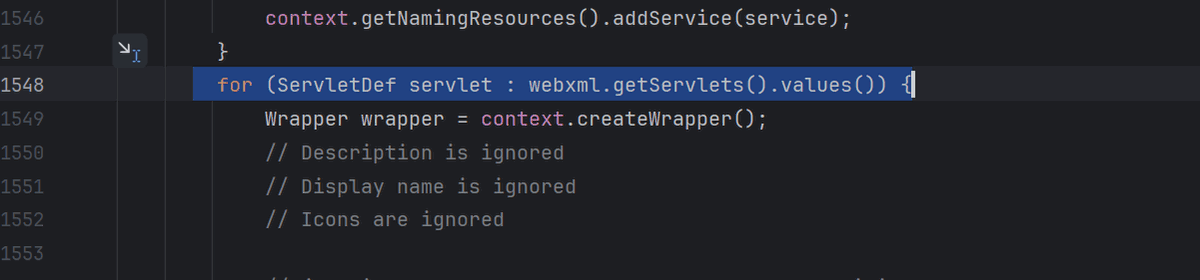 1546 context.getNamingResources().addService(service);
1547 }
1548 for (ServletDef servlet : webxml.getServlets().values()) {
1549 Wrapper wrapper = context.createWrapper();
1550 // Description is ignored
1551 // Display name is ignored
1552 // Icons are ignored
1553